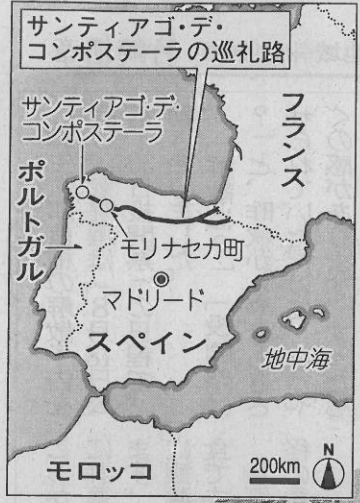 サンティアゴ・デ・
コンポステーラの巡礼路
サンティアゴ・デ・
コンポステーラ
フランス
ポルトガル
モリナセカ町
マドリード
スペイン
地中海
モロッコ
200km
N